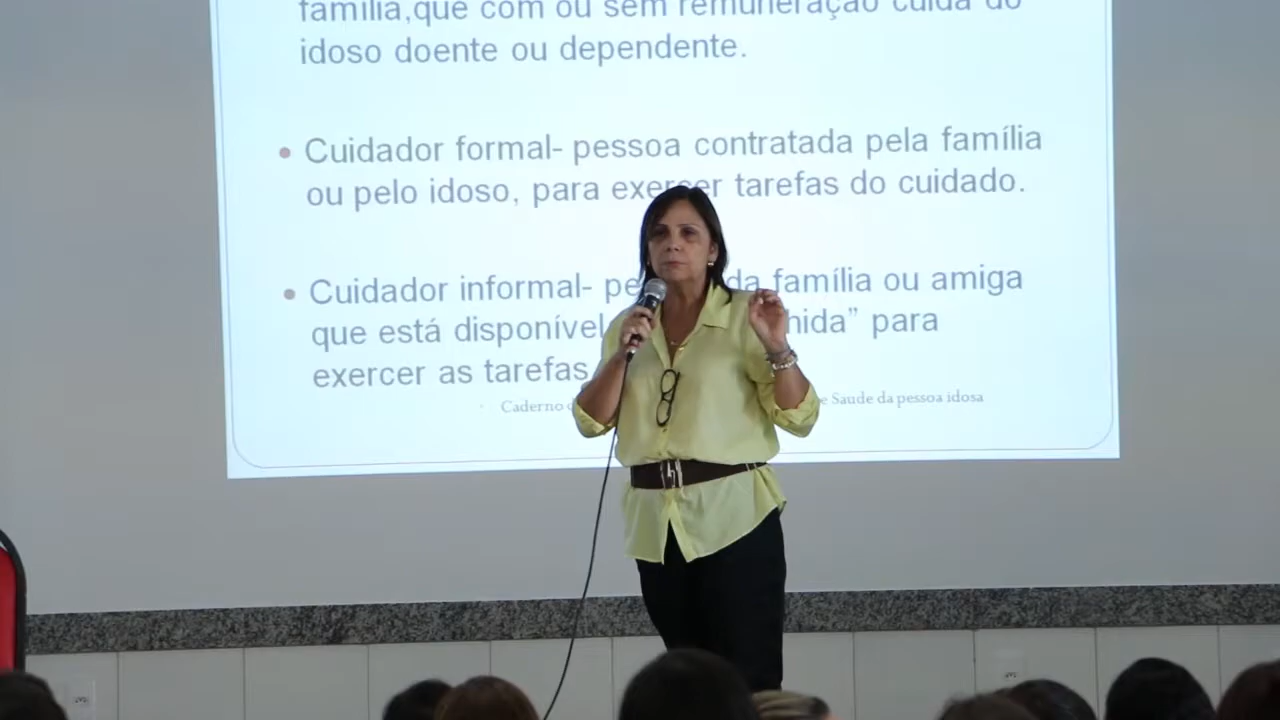 família,que com ou sem remuneração cuida do
idoso doente ou dependente.
• Cuidador formal- pessoa contratada pela família
ou pelo idoso, para exercer tarefas do cuidado.
• Cuidador informal- da família ou amiga
que está disponível para
exercer as tarefas
Caderno Saude da pessoa idosa